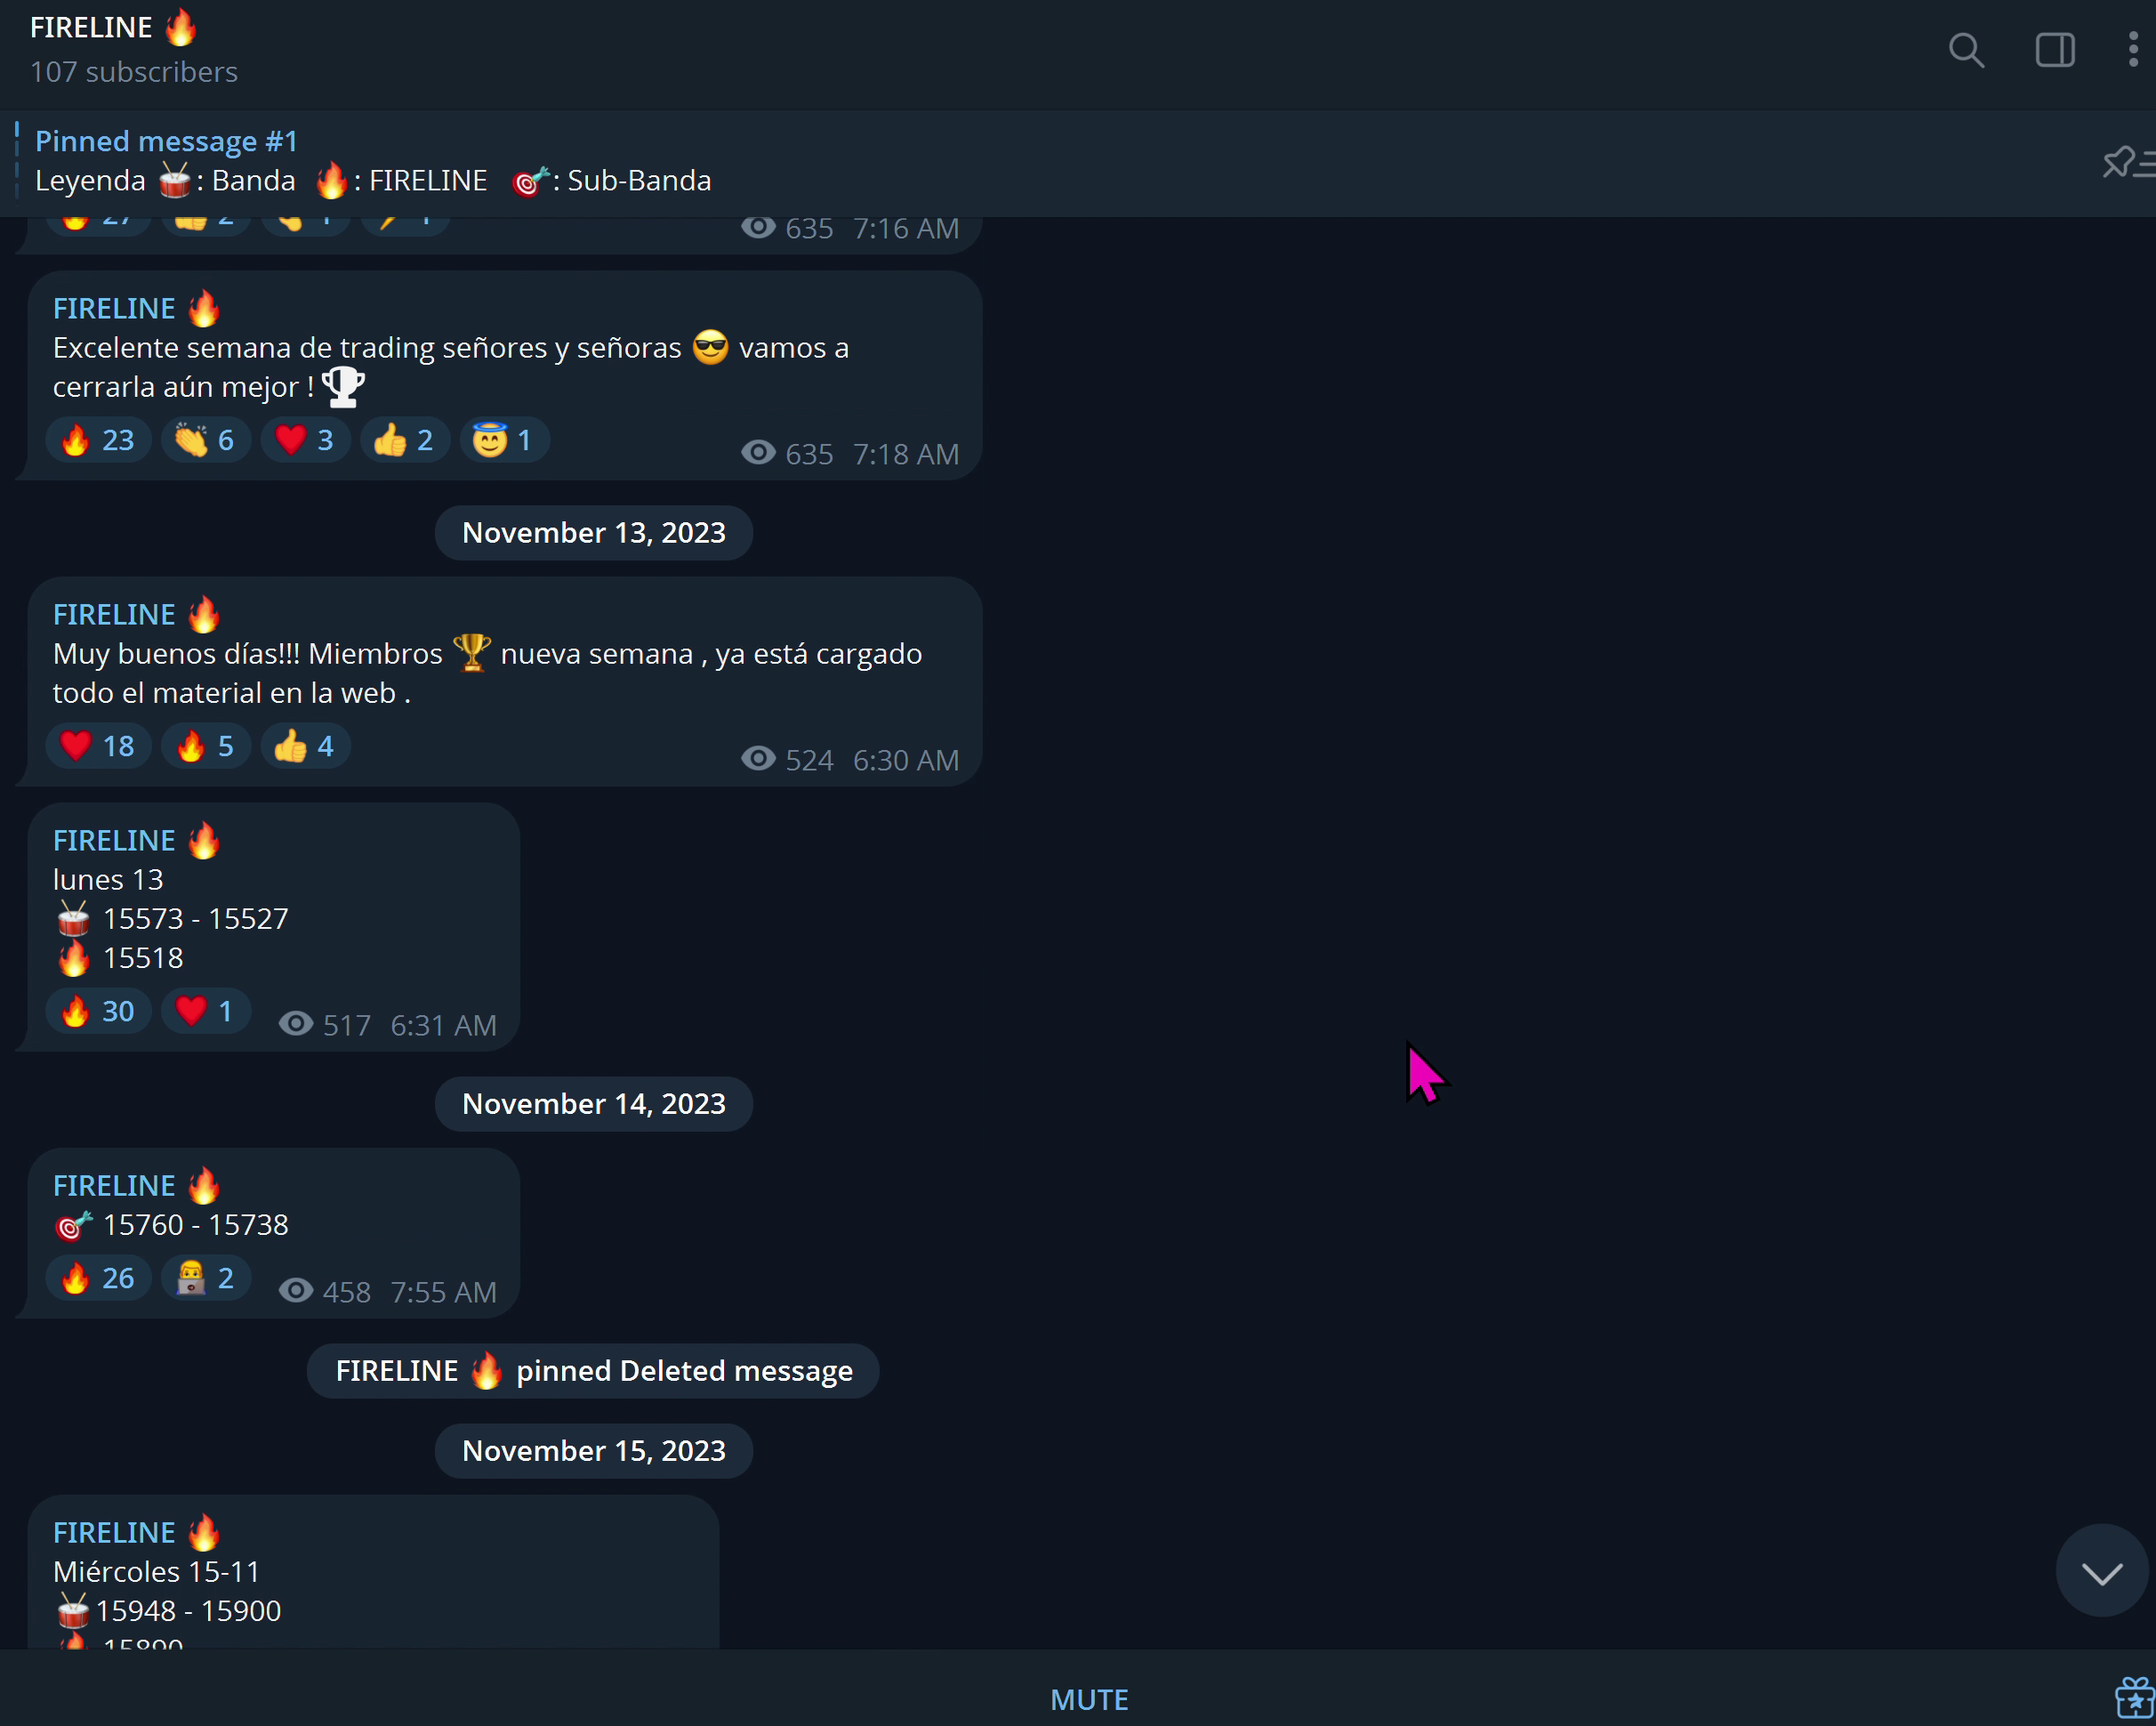 FIRELINE 🔥
107 subscribers
Pinned message #1
Leyenda 🥁: Banda 🔥: FIRELINE 🎯: Sub-Banda
27 2 1 1 635 7:16 AM
FIRELINE 🔥
Excelente semana de trading señores y señoras 😎 vamos a
cerrarla aún mejor ! 🏆
🔥 23 👏 6 ❤ 3 👍 2 😇 1 635 7:18 AM
November 13, 2023
FIRELINE 🔥
Muy buenos días!!! Miembros 🏆 nueva semana , ya está cargado
todo el material en la web .
❤ 18 🔥 5 👍 4 524 6:30 AM
FIRELINE 🔥
lunes 13
🥁 15573 - 15527
🔥 15518
🔥 30 ❤ 1 517 6:31 AM
November 14, 2023
FIRELINE 🔥
🎯 15760 - 15738
🔥 26 👨‍💻 2 458 7:55 AM
FIRELINE 🔥 pinned Deleted message
November 15, 2023
FIRELINE 🔥
Miércoles 15-11
🥁 15948 - 15900
🔥 15890
MUTE